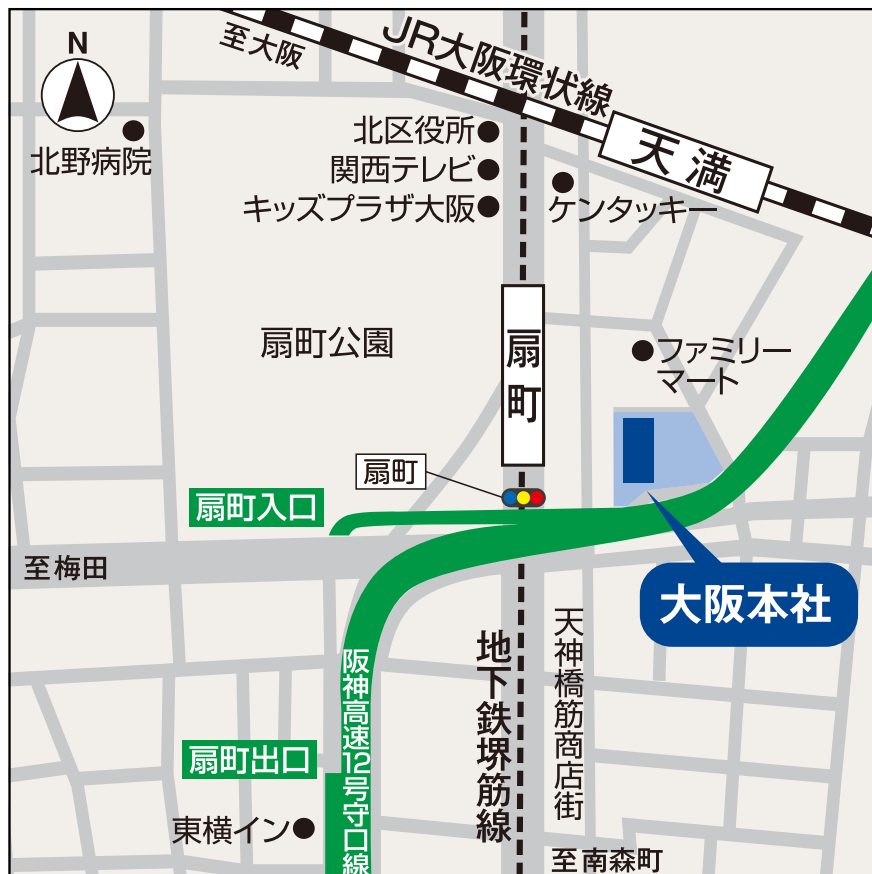 N
至大阪
JR大阪環状線
天満
北野病院
北区役所
関西テレビ
キッズプラザ大阪
ケンタッキー
扇町公園
扇町
ファミリー
マート
扇町
扇町入口
至梅田
大阪本社
阪神高速12号守口線
地下鉄堺筋線
天神橋筋商店街
扇町出口
東横イン
至南森町